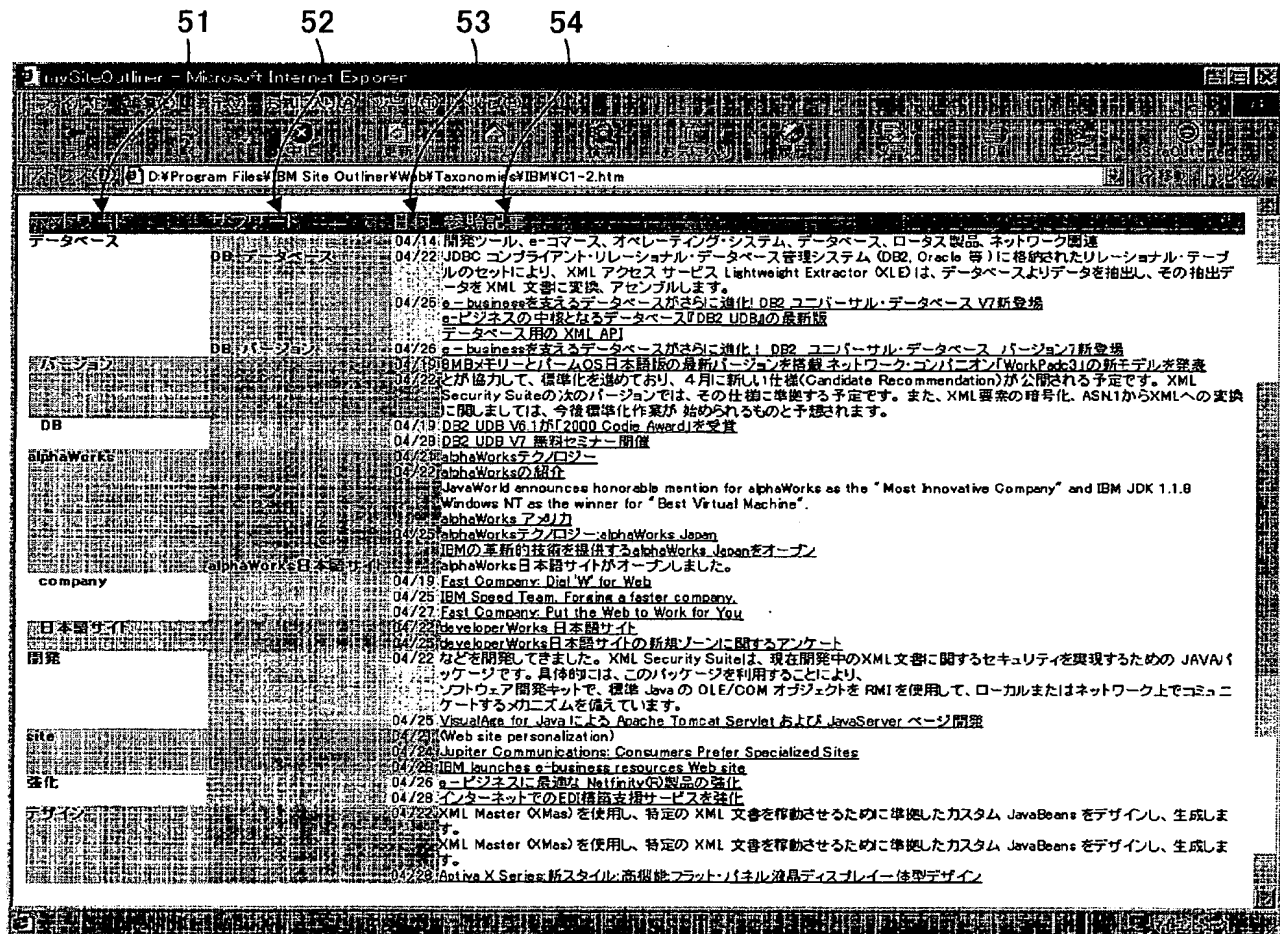 51 52 53 54
mySiteOutliner - Microsoft Internet Explorer
D:¥Program Files¥IBM Site Outliner¥Web¥Taxonomies¥IBM¥C1-2.htm
データベース 04/14 開発ツール、e-コマース、オペレーティング・システム、データベース、ロータス製品、ネットワーク関連
DB データベース 04/22 JDBC コンプライアント・リレーショナル・データベース管理システム (DB2, Oracle 等) に格納されたリレーショナル・テーブ
ルのセットにより、 XML アクセス サービス Lightweight Extractor (XLE) は、データベースよりデータを抽出し、その抽出デ
ータを XML 文書に変換、アセンブルします。
04/25 e-businessを支えるデータベースがさらに進化! DB2 ユニバーサル・データベース V7新登場
e-ビジネスの中核となるデータベース『DB2 UDB』の最新版
データベース用の XML API
DB バージョン 04/26 e-businessを支えるデータベースがさらに進化! DB2 ユニバーサル・データベース バージョン7新登場
バージョン 04/19 8MBメモリーとパームOS日本語版の最新バージョンを搭載 ネットワーク・コンパニオン「WorkPadc3」の新モデルを発表
04/22 とが協力して、標準化を進めており、4月に新しい仕様(Candidate Recommendation)が公開される予定です。 XML
Security Suiteの次のバージョンでは、その仕様に準拠する予定です。また、XML要素の暗号化、ASN.1からXMLへの変換
に関しましては、今後標準化作業が 始められるものと予想されます。
DB 04/19 DB2 UDB V6.1が「2000 Codie Award」を受賞
04/28 DB2 UDB V7 無料セミナー開催
alphaWorks 04/21 alphaWorksテクノロジー
04/22 alphaWorksの紹介
JavaWorld announces honorable mention for alphaWorks as the "Most Innovative Company" and IBM JDK 1.1.8
Windows NT as the winner for "Best Virtual Machine".
alphaWorks アメリカ
04/25 alphaWorksテクノロジー:alphaWorks Japan
IBMの革新的技術を提供するalphaWorks Japanをオープン
alphaWorks日本語サイト alphaWorks日本語サイトがオープンしました。
company 04/19 Fast Company: Dial 'W' for Web
04/25 IBM Speed Team. Forging a faster company.
04/27 Fast Company: Put the Web to Work for You
日本語サイト 04/22 developerWorks 日本語サイト
04/25 developerWorks日本語サイトの新規ゾーンに関するアンケート
開発 04/22 などを開発してきました。 XML Security Suiteは、現在開発中のXML文書に関するセキュリティを実現するための JAVAパ
ッケージです。具体的には、このパッケージを利用することにより、
ソフトウェア開発キットで、標準 Java の OLE/COM オブジェクトを RMI を使用して、ローカルまたはネットワーク上でコミュニ
ケートするメカニズムを備えています。
04/25 VisualAge for Java による Apache Tomcat Servlet および JavaServer ページ開発
site (Web site personalization)
04/24 Jupiter Communications: Consumers Prefer Specialized Sites
04/28 IBM launches e-business resources Web site
強化 04/26 e-ビジネスに最適な Netfinity(R)製品の強化
04/28 インターネットでのEDI構築支援サービスを強化
デザイン 04/22 XML Master (XMas) を使用し、特定の XML 文書を稼動させるために準拠したカスタム JavaBeans をデザインし、生成しま
す。
XML Master (XMas) を使用し、特定の XML 文書を稼動させるために準拠したカスタム JavaBeans をデザインし、生成しま
す。
04/28 Aptiva X Series:新スタイル:高機能:フラット・パネル液晶ディスプレイ一体型デザイン